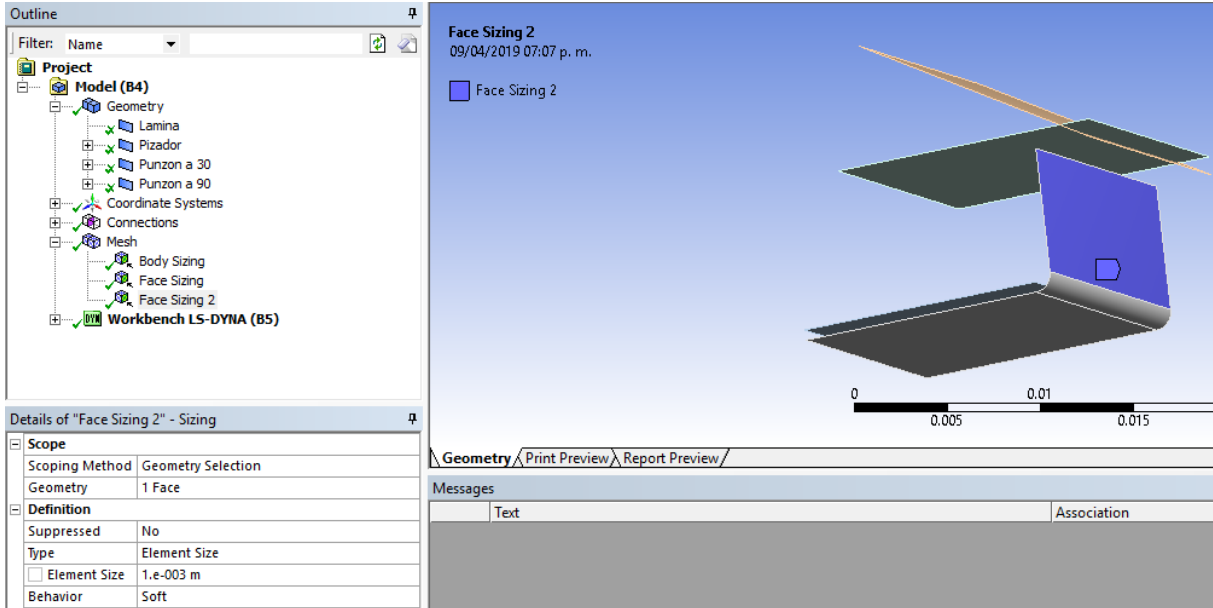 Outline
Filter: Name
Project
Model (B4)
Geometry
Lamina
Pizador
Punzon a 30
Punzon a 90
Coordinate Systems
Connections
Mesh
Body Sizing
Face Sizing
Face Sizing 2
DYN Workbench LS-DYNA (B5)
Details of "Face Sizing 2" - Sizing
Scope
Scoping Method Geometry Selection
Geometry 1 Face
Definition
Suppressed No
Type Element Size
Element Size 1.e-003 m
Behavior Soft
Face Sizing 2
09/04/2019 07:07 p. m.
Face Sizing 2
0 0.01
0.005 0.015
Geometry Print Preview Report Preview
Messages
Text Association